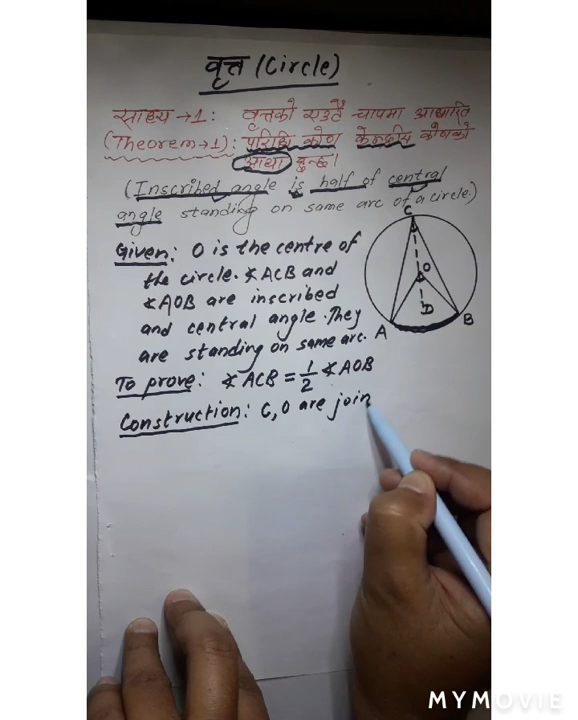 वृत्त (Circle)
साध्य → 1: वृत्तको एउटै चापमा आधारित
(Theorem → 1): परिधि कोण केन्द्रीय कोणको
आधा हुन्छ।
(Inscribed angle is half of central
angle standing on same arc of a circle.)
Given: O is the centre of
the circle. ∡ACB and
∡AOB are inscribed
and central angle. They
are standing on same arc.
To prove: ∡ACB = 1/2 ∡AOB
Construction: C, O are join
C
O
D
A
B
MYMOVIE